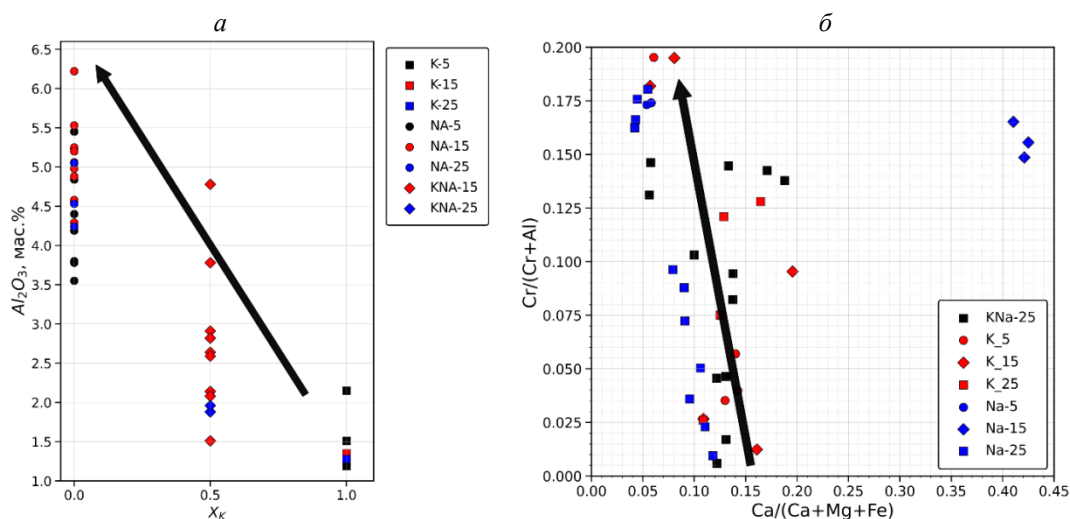 а
б
Al2O3, мас.%
6.5
6.0
5.5
5.0
4.5
4.0
3.5
3.0
2.5
2.0
1.5
1.0
0.0
0.5
1.0
XK
K-5
K-15
K-25
NA-5
NA-15
NA-25
KNA-15
KNA-25
Cr/(Cr+Al)
0.200
0.175
0.150
0.125
0.100
0.075
0.050
0.025
0.000
0.00
0.05
0.10
0.15
0.20
0.25
0.30
0.35
0.40
0.45
Ca/(Ca+Mg+Fe)
KNa-25
K_5
K_15
K_25
Na-5
Na-15
Na-25